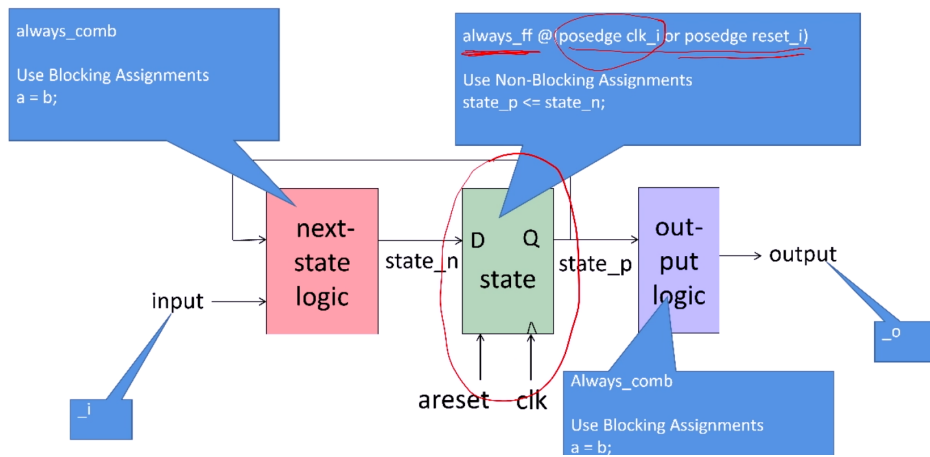 always_comb
Use Blocking Assignments
a = b;
always_ff @ (posedge clk_i or posedge reset_i)
Use Non-Blocking Assignments
state_p <= state_n;
next-
state
logic
state_n
D
Q
state
state_p
out-
put
logic
output
input
areset
clk
_i
_o
Always_comb
Use Blocking Assignments
a = b;